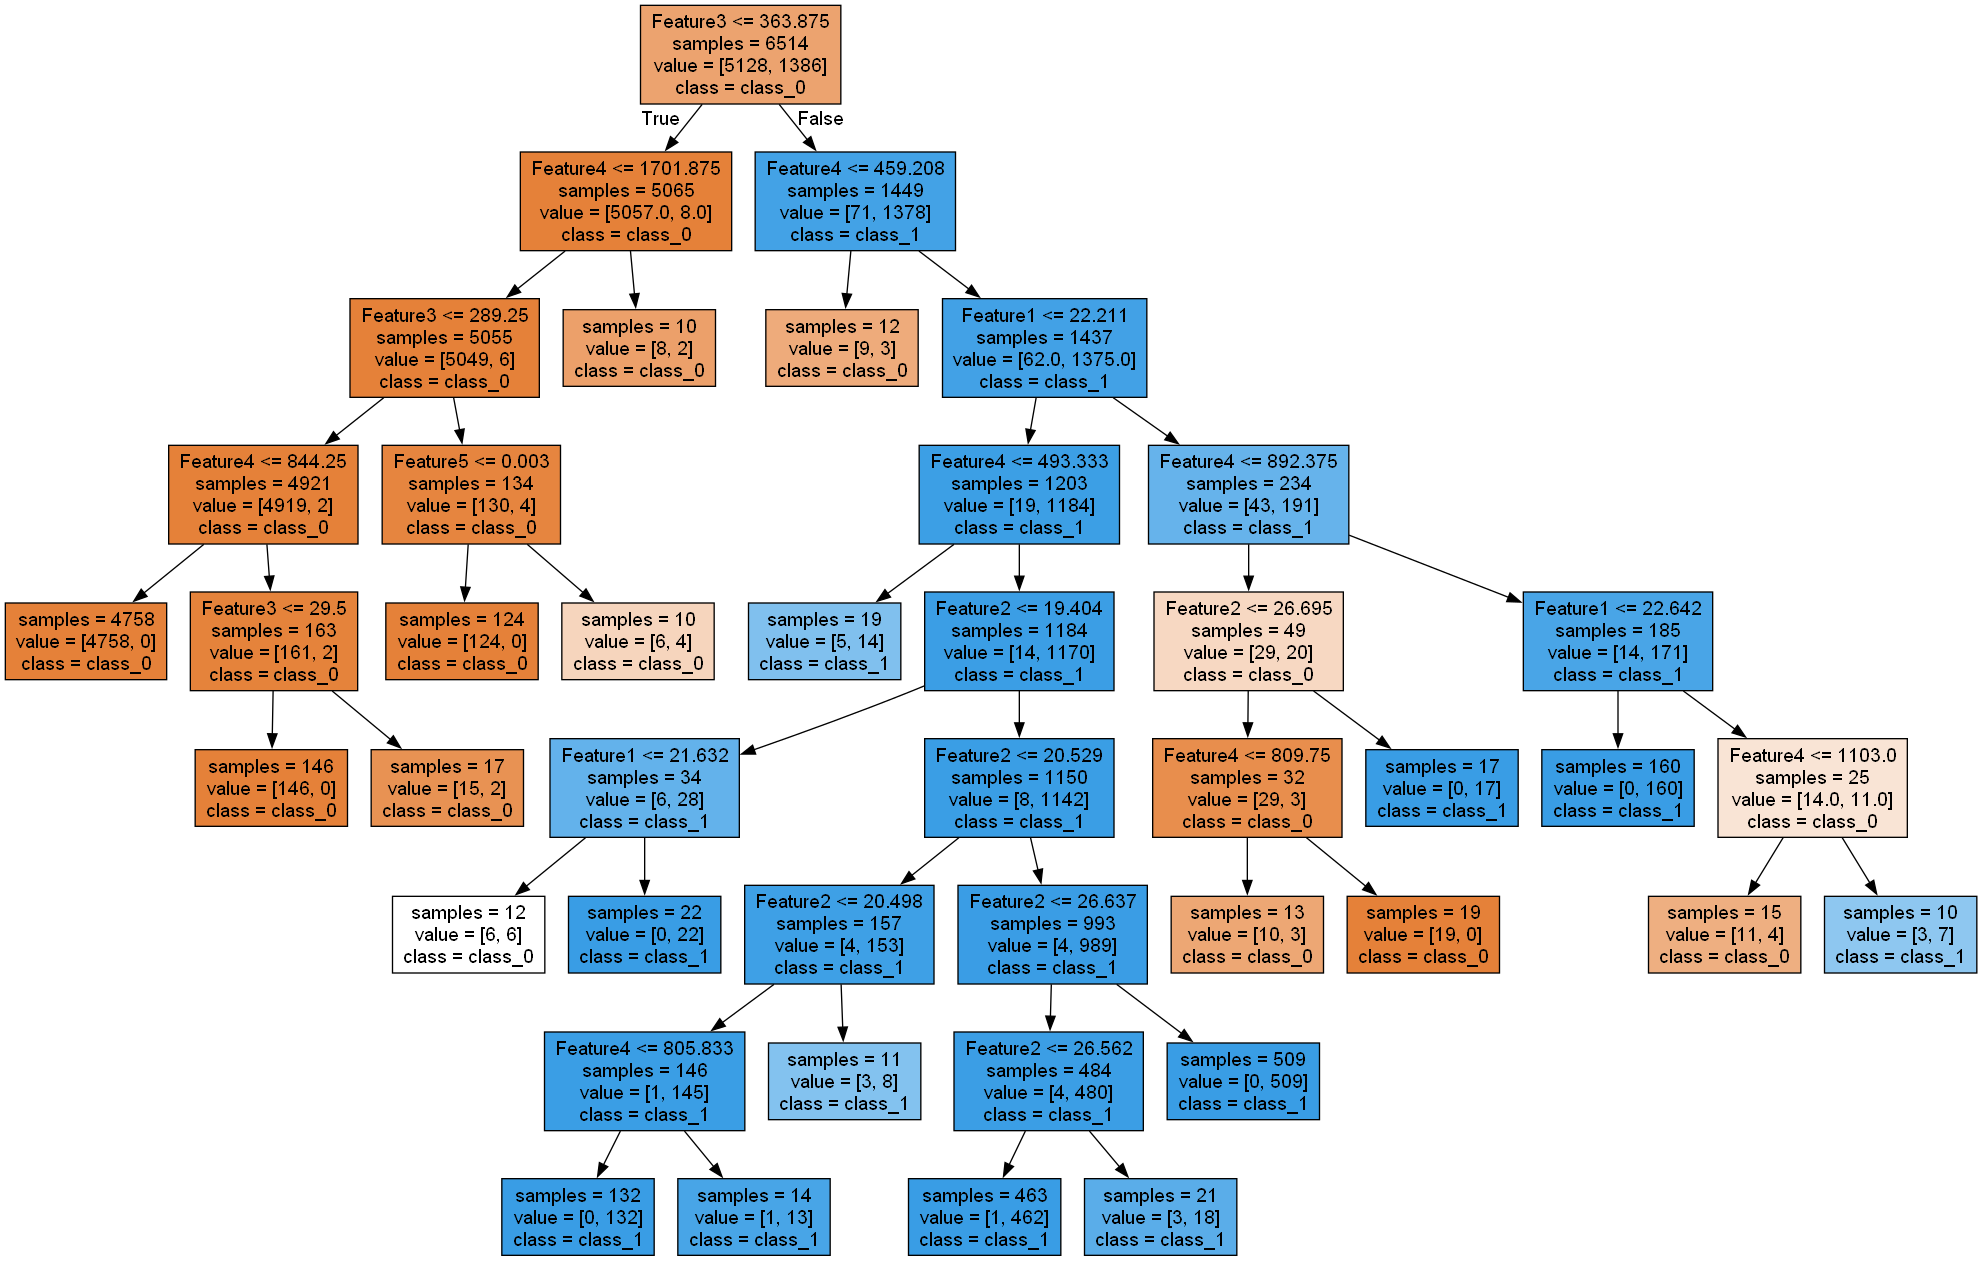 Feature3 <= 363.875
samples = 6514
value = [5128, 1386]
class = class_0
True
False
Feature4 <= 1701.875
samples = 5065
value = [5057.0, 8.0]
class = class_0
Feature4 <= 459.208
samples = 1449
value = [71, 1378]
class = class_1
Feature3 <= 289.25
samples = 5055
value = [5049, 6]
class = class_0
samples = 10
value = [8, 2]
class = class_0
samples = 12
value = [9, 3]
class = class_0
Feature1 <= 22.211
samples = 1437
value = [62.0, 1375.0]
class = class_1
Feature4 <= 844.25
samples = 4921
value = [4919, 2]
class = class_0
Feature5 <= 0.003
samples = 134
value = [130, 4]
class = class_0
Feature4 <= 493.333
samples = 1203
value = [19, 1184]
class = class_1
Feature4 <= 892.375
samples = 234
value = [43, 191]
class = class_1
samples = 4758
value = [4758, 0]
class = class_0
Feature3 <= 29.5
samples = 163
value = [161, 2]
class = class_0
samples = 124
value = [124, 0]
class = class_0
samples = 10
value = [6, 4]
class = class_0
samples = 19
value = [5, 14]
class = class_1
Feature2 <= 19.404
samples = 1184
value = [14, 1170]
class = class_1
Feature2 <= 26.695
samples = 49
value = [29, 20]
class = class_0
Feature1 <= 22.642
samples = 185
value = [14, 171]
class = class_1
samples = 146
value = [146, 0]
class = class_0
samples = 17
value = [15, 2]
class = class_0
Feature1 <= 21.632
samples = 34
value = [6, 28]
class = class_1
Feature2 <= 20.529
samples = 1150
value = [8, 1142]
class = class_1
Feature4 <= 809.75
samples = 32
value = [29, 3]
class = class_0
samples = 17
value = [0, 17]
class = class_1
samples = 160
value = [0, 160]
class = class_1
Feature4 <= 1103.0
samples = 25
value = [14.0, 11.0]
class = class_0
samples = 12
value = [6, 6]
class = class_0
samples = 22
value = [0, 22]
class = class_1
Feature2 <= 20.498
samples = 157
value = [4, 153]
class = class_1
Feature2 <= 26.637
samples = 993
value = [4, 989]
class = class_1
samples = 13
value = [10, 3]
class = class_0
samples = 19
value = [19, 0]
class = class_0
samples = 15
value = [11, 4]
class = class_0
samples = 10
value = [3, 7]
class = class_1
Feature4 <= 805.833
samples = 146
value = [1, 145]
class = class_1
samples = 11
value = [3, 8]
class = class_1
Feature2 <= 26.562
samples = 484
value = [4, 480]
class = class_1
samples = 509
value = [0, 509]
class = class_1
samples = 132
value = [0, 132]
class = class_1
samples = 14
value = [1, 13]
class = class_1
samples = 463
value = [1, 462]
class = class_1
samples = 21
value = [3, 18]
class = class_1